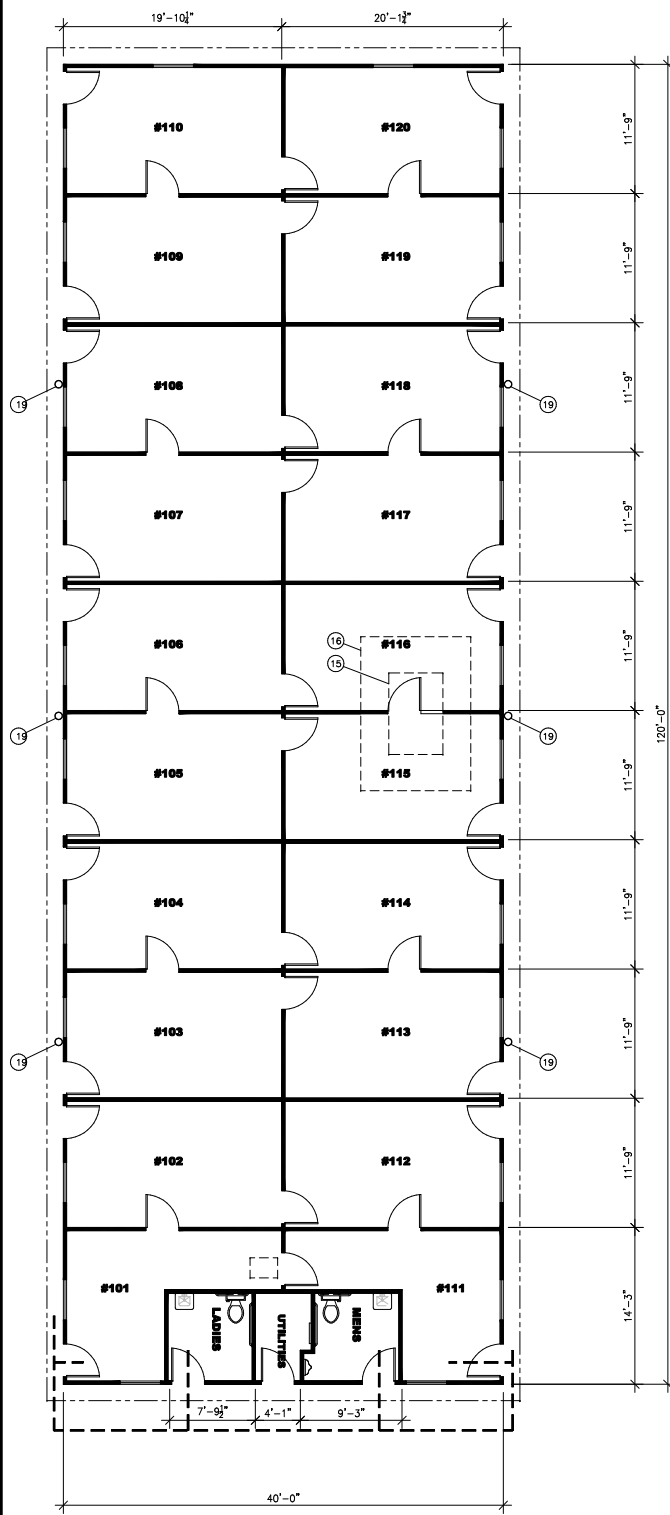 19'-10¼" 20'-1¾"
#110 #120 11'-9"
#109 #119 11'-9"
#108 #118 11'-9"
19 19
#107 #117 11'-9"
#106 16 #116 11'-9"
15
19 19 120'-0"
#105 #115 11'-9"
#104 #114 11'-9"
#103 #113 11'-9"
19 19
#102 #112 11'-9"
#101 #111 14'-3"
LADIES UTILITIES MENS
7'-9½" 4'-1" 9'-3"
40'-0"